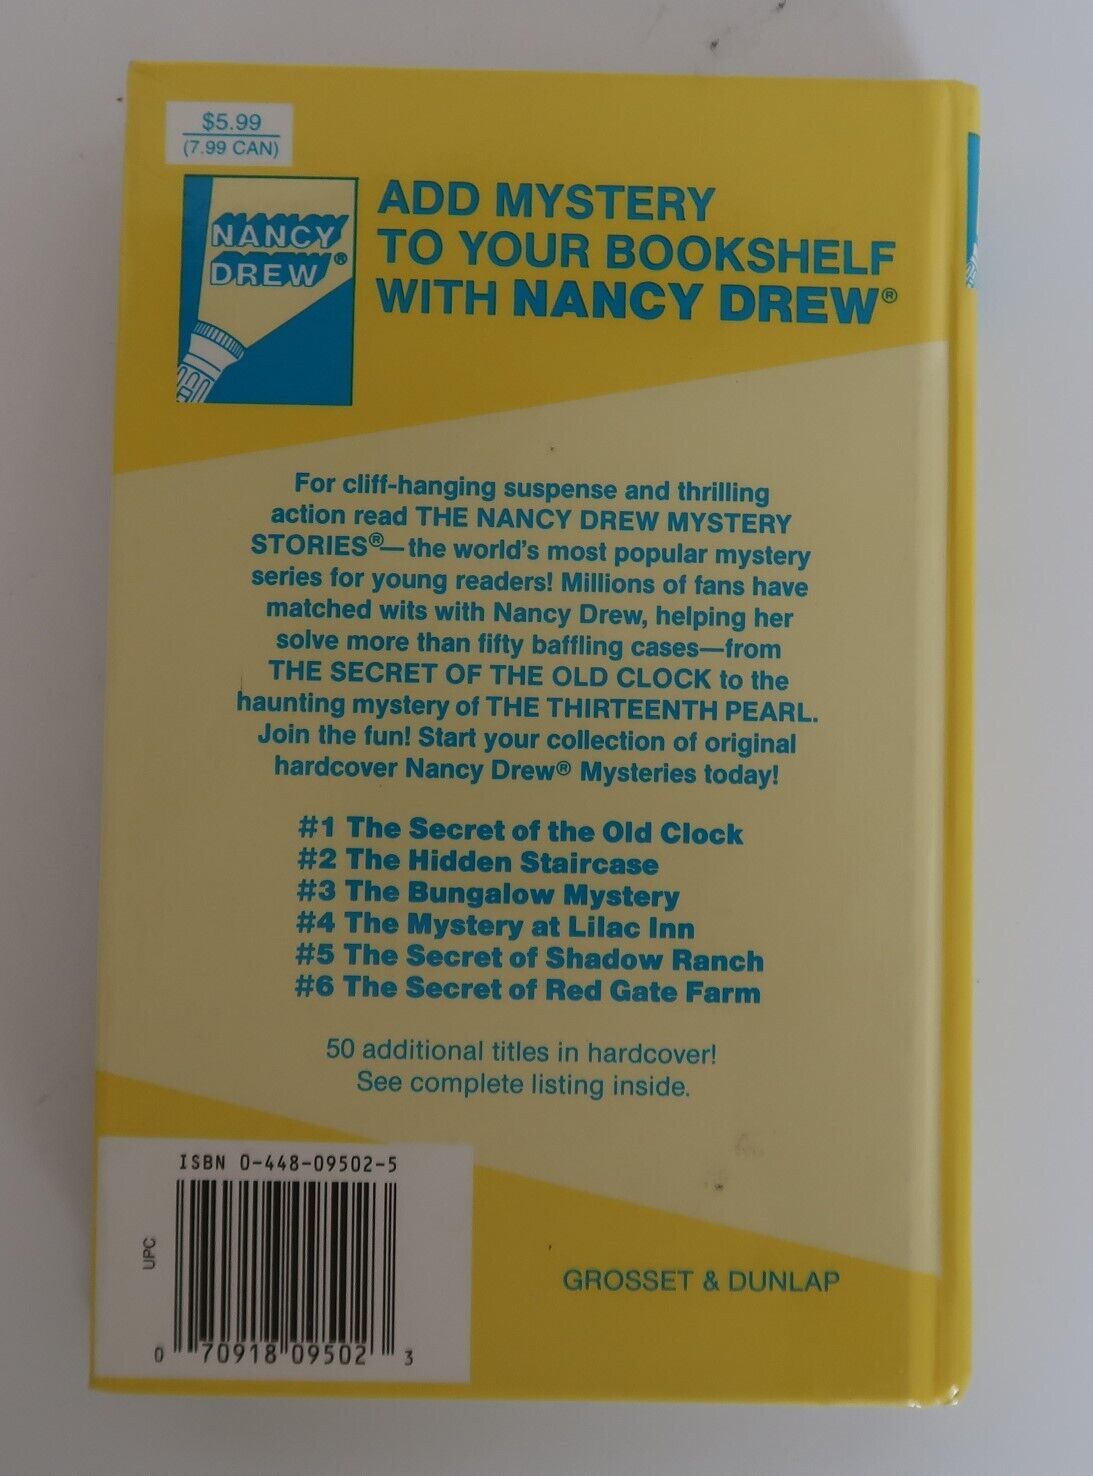 $5.99
(7.99 CAN)
NANCY
DREW®
ADD MYSTERY
TO YOUR BOOKSHELF
WITH NANCY DREW®
For cliff-hanging suspense and thrilling
action read THE NANCY DREW MYSTERY
STORIES®—the world's most popular mystery
series for young readers! Millions of fans have
matched wits with Nancy Drew, helping her
solve more than fifty baffling cases—from
THE SECRET OF THE OLD CLOCK to the
haunting mystery of THE THIRTEENTH PEARL.
Join the fun! Start your collection of original
hardcover Nancy Drew® Mysteries today!
#1 The Secret of the Old Clock
#2 The Hidden Staircase
#3 The Bungalow Mystery
#4 The Mystery at Lilac Inn
#5 The Secret of Shadow Ranch
#6 The Secret of Red Gate Farm
50 additional titles in hardcover!
See complete listing inside.
ISBN 0-448-09502-5
UPC
0 70918 09502 3
GROSSET & DUNLAP